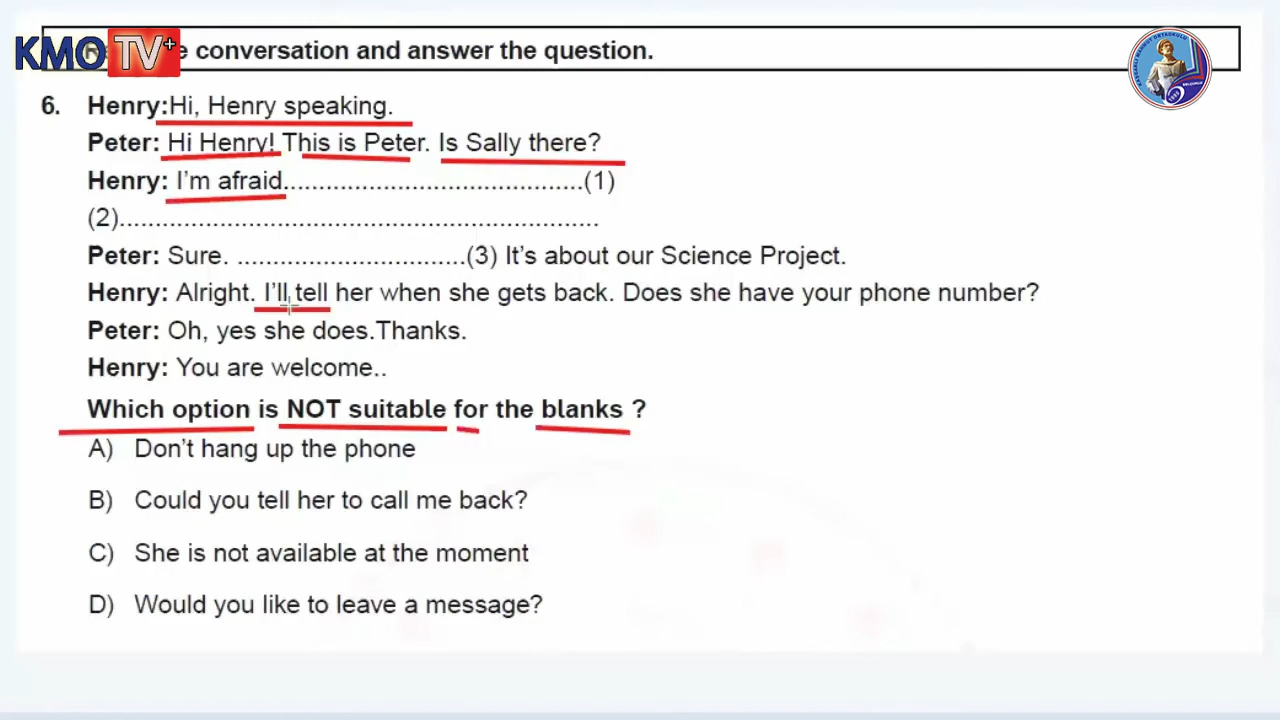 KMO TV+
e conversation and answer the question.
6. Henry:Hi, Henry speaking.
Peter: Hi Henry! This is Peter. Is Sally there?
Henry: I'm afraid..........................................(1)
(2)...................................................................
Peter: Sure. ................................(3) It's about our Science Project.
Henry: Alright. I'll tell her when she gets back. Does she have your phone number?
Peter: Oh, yes she does.Thanks.
Henry: You are welcome..
Which option is NOT suitable for the blanks ?
A) Don't hang up the phone
B) Could you tell her to call me back?
C) She is not available at the moment
D) Would you like to leave a message?